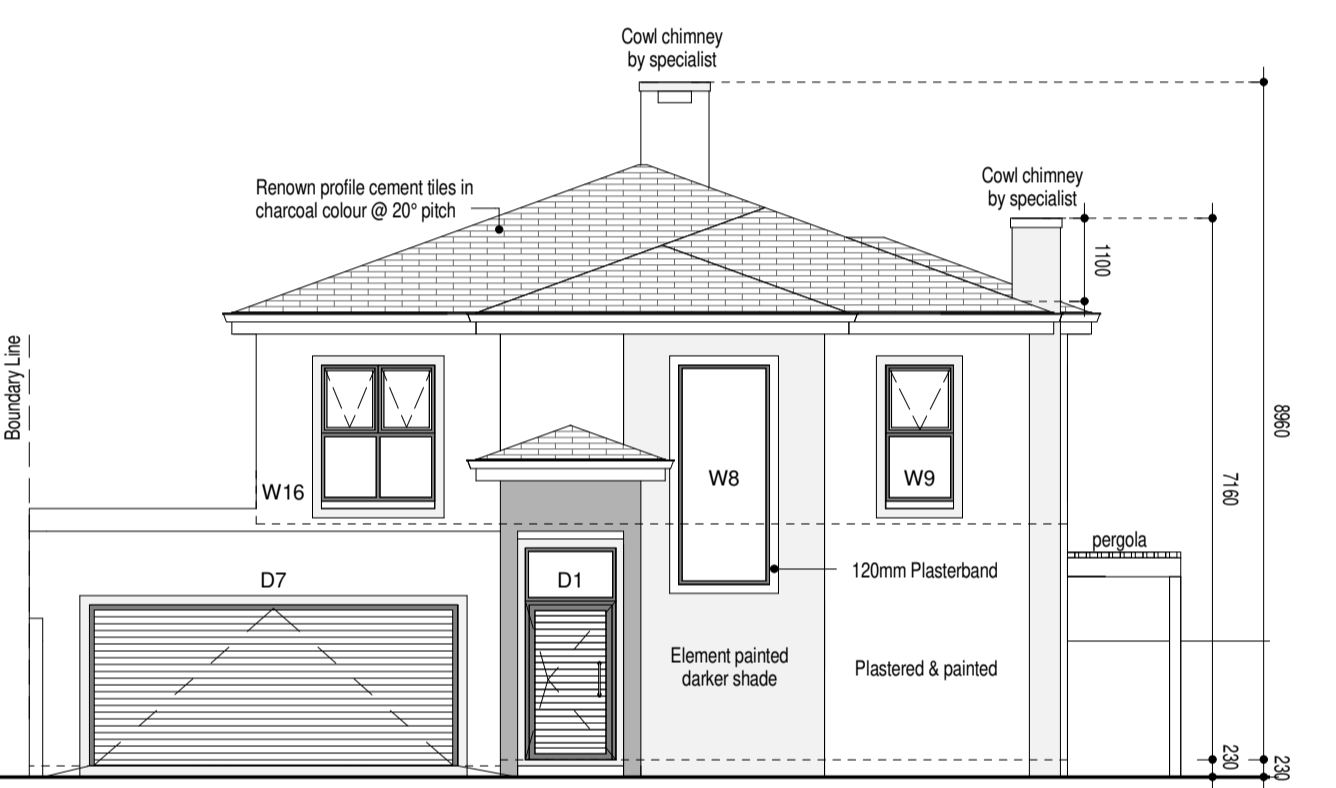 Cowl chimney
by specialist
Cowl chimney
by specialist
Renown profile cement tiles in
charcoal colour @ 20° pitch
1100
Boundary Line
8960
7160
W16
W8
W9
pergola
120mm Plasterband
D7
D1
Element painted
darker shade
Plastered & painted
230
230